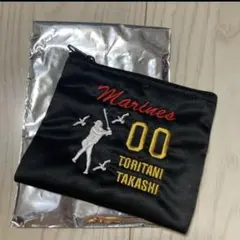 Marines
00
TORITANI
TAKASHI